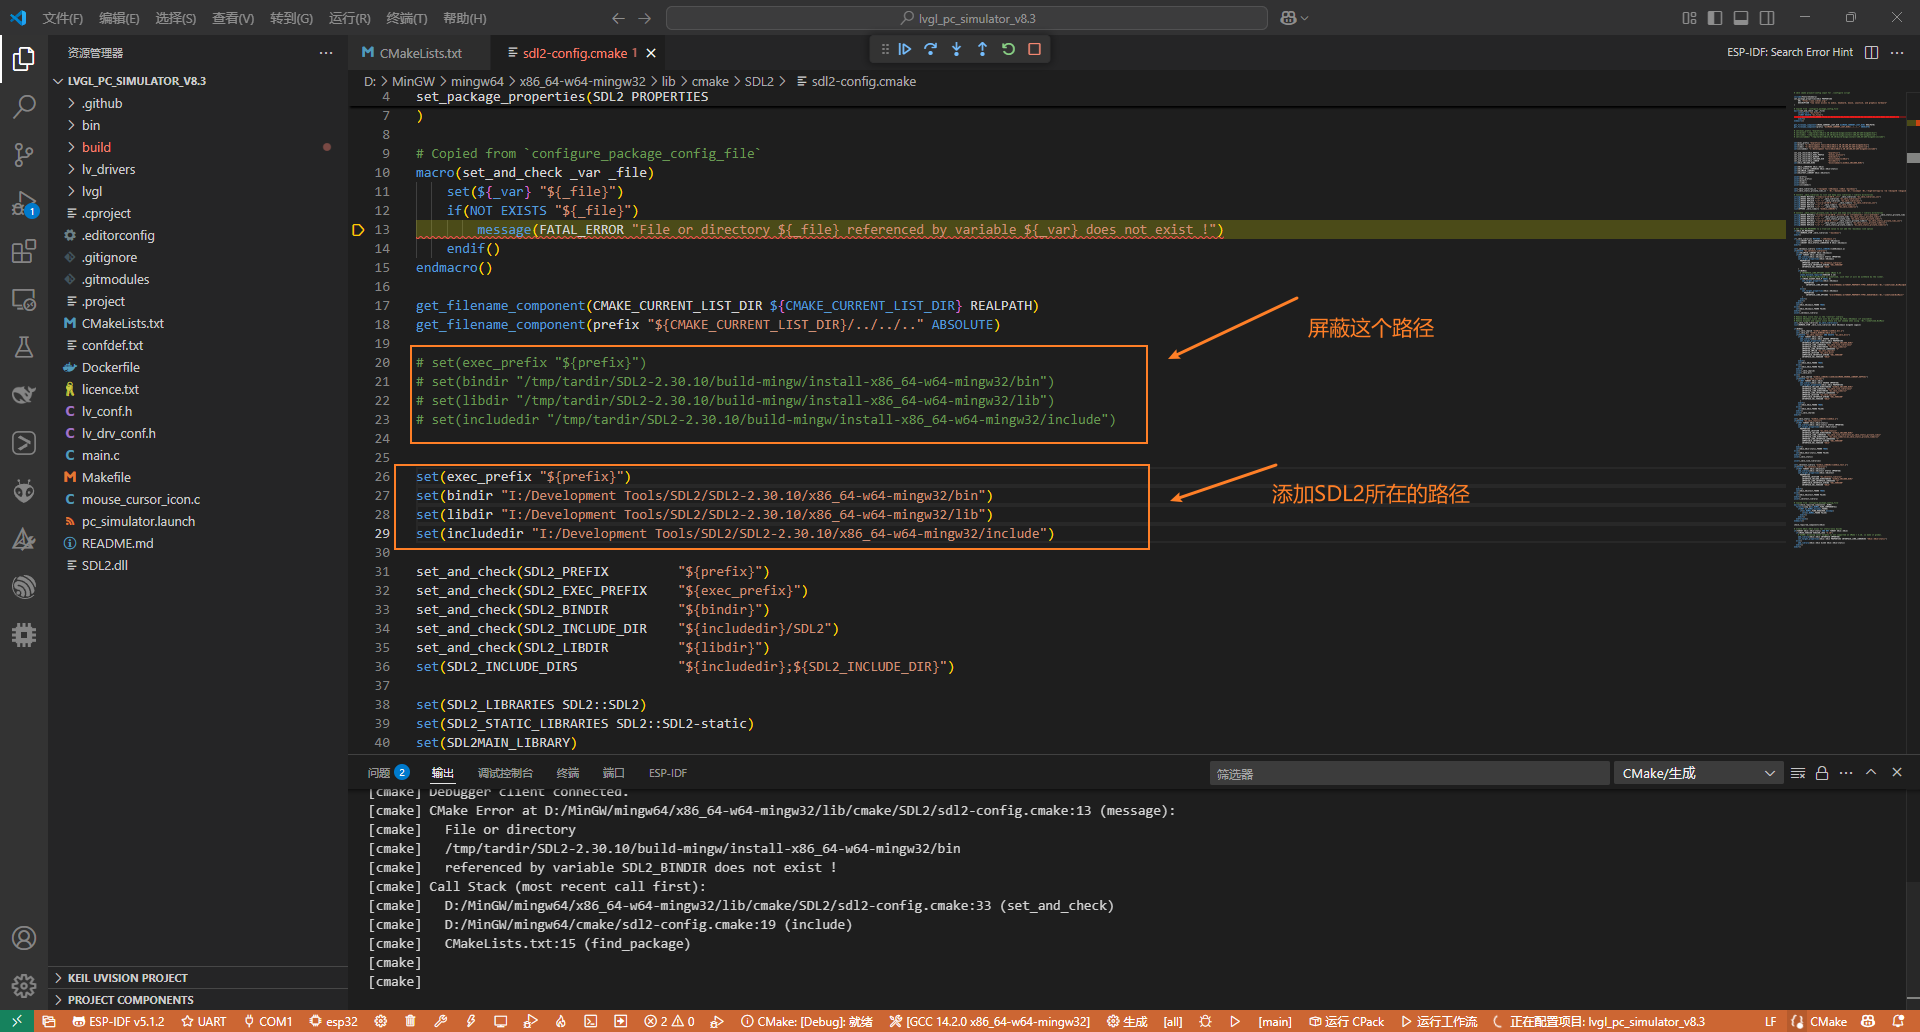 文件(F) 编辑(E) 选择(S) 查看(V) 转到(G) 运行(R) 终端(T) 帮助(H)
lvgl_pc_simulator_v8.3
资源管理器
CMakeLists.txt
sdl2-config.cmake 1
ESP-IDF: Search Error Hint
LVGL_PC_SIMULATOR_V8.3
.github
bin
build
lv_drivers
lvgl
.cproject
.editorconfig
.gitignore
.gitmodules
.project
CMakeLists.txt
confdef.txt
Dockerfile
licence.txt
lv_conf.h
lv_drv_conf.h
main.c
Makefile
mouse_cursor_icon.c
pc_simulator.launch
README.md
SDL2.dll
KEIL UVISION PROJECT
PROJECT COMPONENTS
1
D: > MinGW > mingw64 > x86_64-w64-mingw32 > lib > cmake > SDL2 > sdl2-config.cmake
4 set_package_properties(SDL2 PROPERTIES
7 )
8
9 # Copied from `configure_package_config_file`
10 macro(set_and_check _var _file)
11 set(${_var} "${_file}")
12 if(NOT EXISTS "${_file}")
13 message(FATAL_ERROR "File or directory ${_file} referenced by variable ${_var} does not exist !")
14 endif()
15 endmacro()
16
17 get_filename_component(CMAKE_CURRENT_LIST_DIR ${CMAKE_CURRENT_LIST_DIR} REALPATH)
18 get_filename_component(prefix "${CMAKE_CURRENT_LIST_DIR}/../../.." ABSOLUTE)
19
屏蔽这个路径
20 # set(exec_prefix "${prefix}")
21 # set(bindir "/tmp/tardir/SDL2-2.30.10/build-mingw/install-x86_64-w64-mingw32/bin")
22 # set(libdir "/tmp/tardir/SDL2-2.30.10/build-mingw/install-x86_64-w64-mingw32/lib")
23 # set(includedir "/tmp/tardir/SDL2-2.30.10/build-mingw/install-x86_64-w64-mingw32/include")
24
25
26 set(exec_prefix "${prefix}")
27 set(bindir "I:/Development Tools/SDL2/SDL2-2.30.10/x86_64-w64-mingw32/bin")
添加SDL2所在的路径
28 set(libdir "I:/Development Tools/SDL2/SDL2-2.30.10/x86_64-w64-mingw32/lib")
29 set(includedir "I:/Development Tools/SDL2/SDL2-2.30.10/x86_64-w64-mingw32/include")
30
31 set_and_check(SDL2_PREFIX "${prefix}")
32 set_and_check(SDL2_EXEC_PREFIX "${exec_prefix}")
33 set_and_check(SDL2_BINDIR "${bindir}")
34 set_and_check(SDL2_INCLUDE_DIR "${includedir}/SDL2")
35 set_and_check(SDL2_LIBDIR "${libdir}")
36 set(SDL2_INCLUDE_DIRS "${includedir};${SDL2_INCLUDE_DIR}")
37
38 set(SDL2_LIBRARIES SDL2::SDL2)
39 set(SDL2_STATIC_LIBRARIES SDL2::SDL2-static)
40 set(SDL2MAIN_LIBRARY)
问题 2 输出 调试控制台 终端 端口 ESP-IDF
筛选器
CMake/生成
[cmake] Debugger client connected.
[cmake] CMake Error at D:/MinGW/mingw64/x86_64-w64-mingw32/lib/cmake/SDL2/sdl2-config.cmake:13 (message):
[cmake] File or directory
[cmake] /tmp/tardir/SDL2-2.30.10/build-mingw/install-x86_64-w64-mingw32/bin
[cmake] referenced by variable SDL2_BINDIR does not exist !
[cmake] Call Stack (most recent call first):
[cmake] D:/MinGW/mingw64/x86_64-w64-mingw32/lib/cmake/SDL2/sdl2-config.cmake:33 (set_and_check)
[cmake] D:/MinGW/mingw64/cmake/sdl2-config.cmake:19 (include)
[cmake] CMakeLists.txt:15 (find_package)
[cmake]
[cmake]
ESP-IDF v5.1.2 UART COM1 esp32 2 0 CMake: [Debug]: 就绪 [GCC 14.2.0 x86_64-w64-mingw32] 生成 [all] [main] 运行 CPack 运行工作流 正在配置项目: lvgl_pc_simulator_v8.3 LF CMake